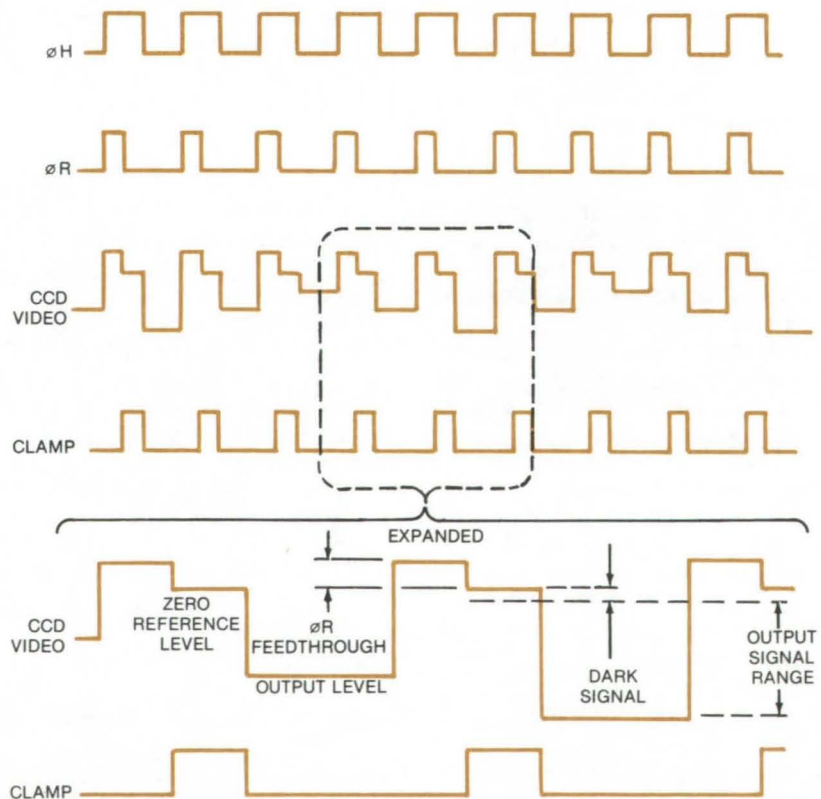 øH
øR
CCD
VIDEO
CLAMP
EXPANDED
CCD
VIDEO
ZERO
REFERENCE
LEVEL
øR
FEEDTHROUGH
OUTPUT LEVEL
DARK
SIGNAL
OUTPUT
SIGNAL
RANGE
CLAMP